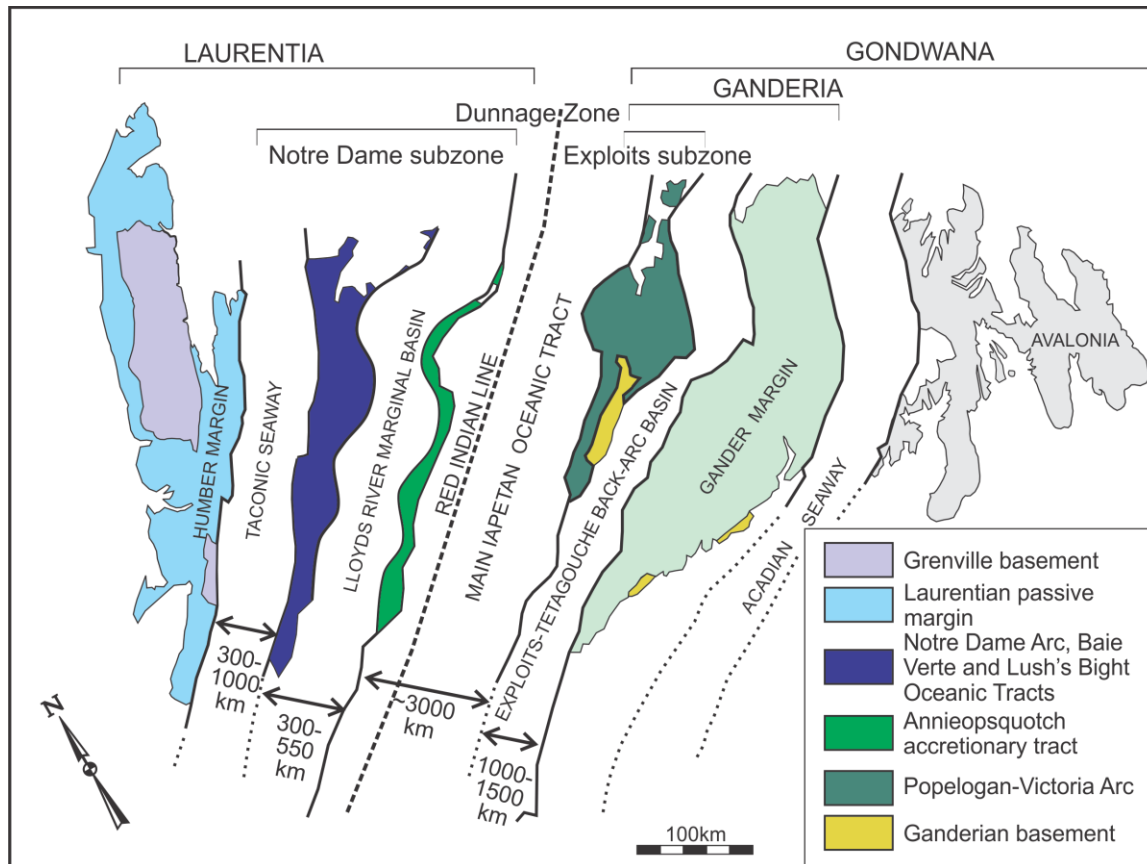 LAURENTIA
GONDWANA
GANDERIA
Dunnage Zone
Notre Dame subzone
Exploits subzone
HUMBER MARGIN
TACONIC SEAWAY
LLOYDS RIVER MARGINAL BASIN
RED INDIAN LINE
MAIN IAPETAN OCEANIC TRACT
EXPLOITS-TETAGOUCHE BACK-ARC BASIN
GANDER MARGIN
ACADIAN SEAWAY
AVALONIA
300-
1000
km
300-
550
km
~3000
km
1000-
1500
km
N
100km
Grenville basement
Laurentian passive
margin
Notre Dame Arc, Baie
Verte and Lush's Bight
Oceanic Tracts
Annieopsquotch
accretionary tract
Popelogan-Victoria Arc
Ganderian basement